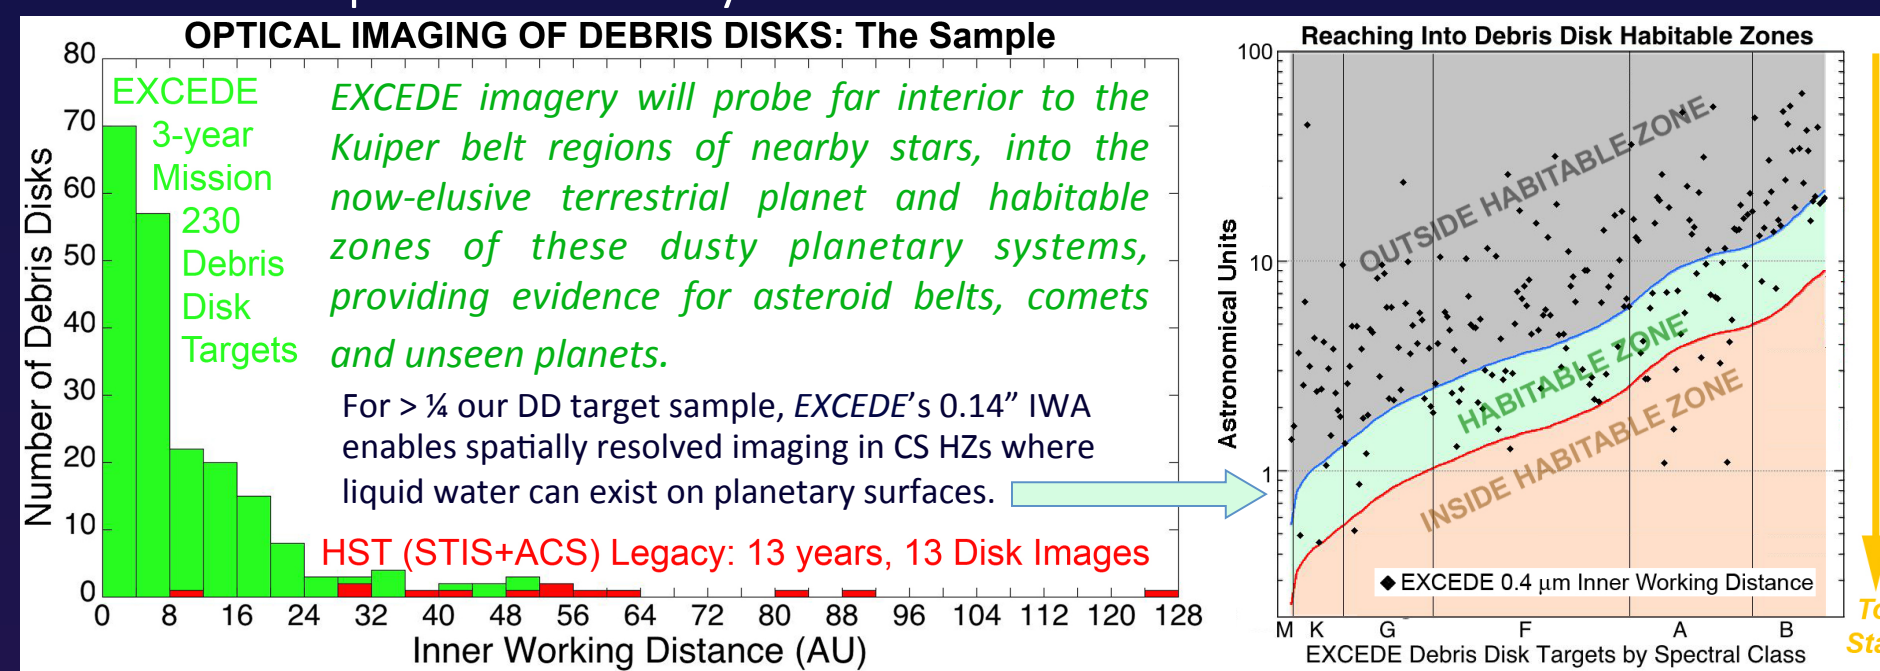 OPTICAL IMAGING OF DEBRIS DISKS: The Sample
80
70
60
50
40
30
20
10
0
Number of Debris Disks
EXCEDE
3-year
Mission
230
Debris
Disk
Targets
EXCEDE imagery will probe far interior to the
Kuiper belt regions of nearby stars, into the
now-elusive terrestrial planet and habitable
zones of these dusty planetary systems,
providing evidence for asteroid belts, comets
and unseen planets.
For > ¼ our DD target sample, EXCEDE's 0.14" IWA
enables spatially resolved imaging in CS HZs where
liquid water can exist on planetary surfaces.
HST (STIS+ACS) Legacy: 13 years, 13 Disk Images
0 8 16 24 32 40 48 56 64 72 80 88 96 104 112 120 128
Inner Working Distance (AU)
Reaching Into Debris Disk Habitable Zones
100
10
1
Astronomical Units
OUTSIDE HABITABLE ZONE
HABITABLE ZONE
INSIDE HABITABLE ZONE
◆ EXCEDE 0.4 μm Inner Working Distance
M K G F A B
EXCEDE Debris Disk Targets by Spectral Class